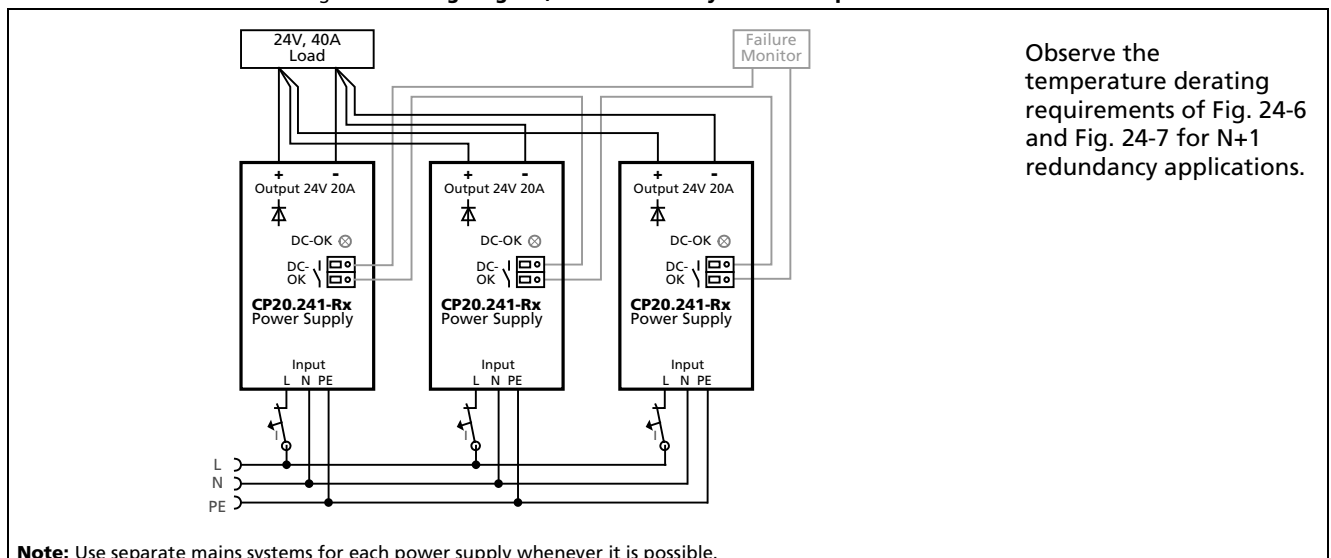 24V, 40A
Load
Failure
Monitor
Observe the
temperature derating
requirements of Fig. 24-6
and Fig. 24-7 for N+1
redundancy applications.
+ -
Output 24V 20A
DC-OK
DC-
OK
I
CP20.241-Rx
Power Supply
Input
L N PE
+ -
Output 24V 20A
DC-OK
DC-
OK
I
CP20.241-Rx
Power Supply
Input
L N PE
+ -
Output 24V 20A
DC-OK
DC-
OK
I
CP20.241-Rx
Power Supply
Input
L N PE
I
I
I
L
N
PE
Note: Use separate mains systems for each power supply whenever it is possible.